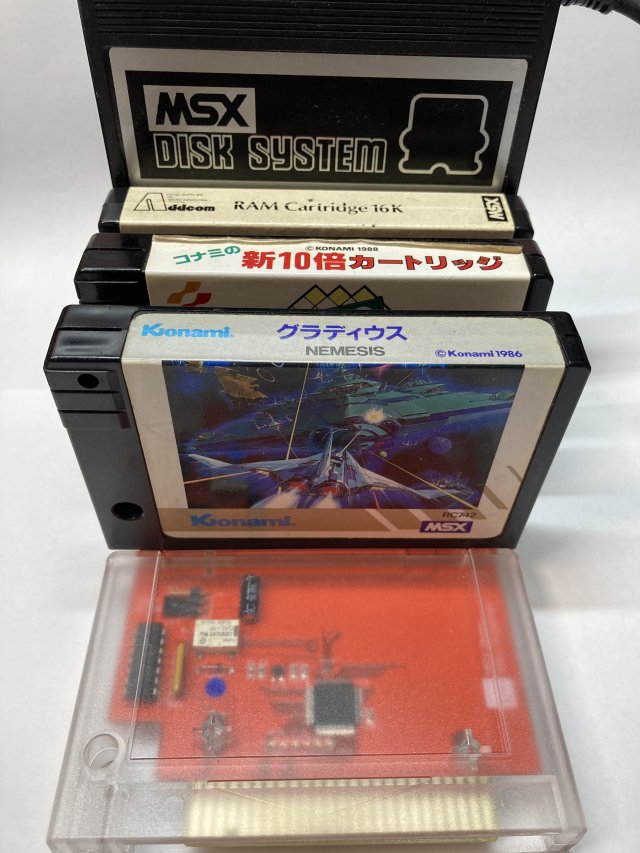 MSX
DISK SYSTEM
Addcom
RAM Cartridge 16K
MSX
©KONAMI 1988
コナミの
新10倍カートリッジ
Konami.
グラディウス
NEMESIS
©Konami 1986
Konami.
RC742
MSX